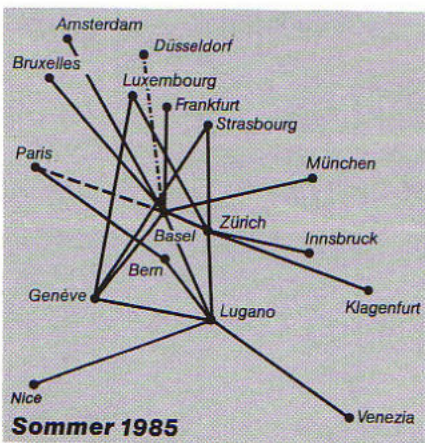 Amsterdam
Düsseldorf
Bruxelles
Luxembourg
Frankfurt
Strasbourg
Paris
München
Zürich
Basel
Innsbruck
Bern
Genève
Klagenfurt
Lugano
Nice
Venezia
Sommer 1985